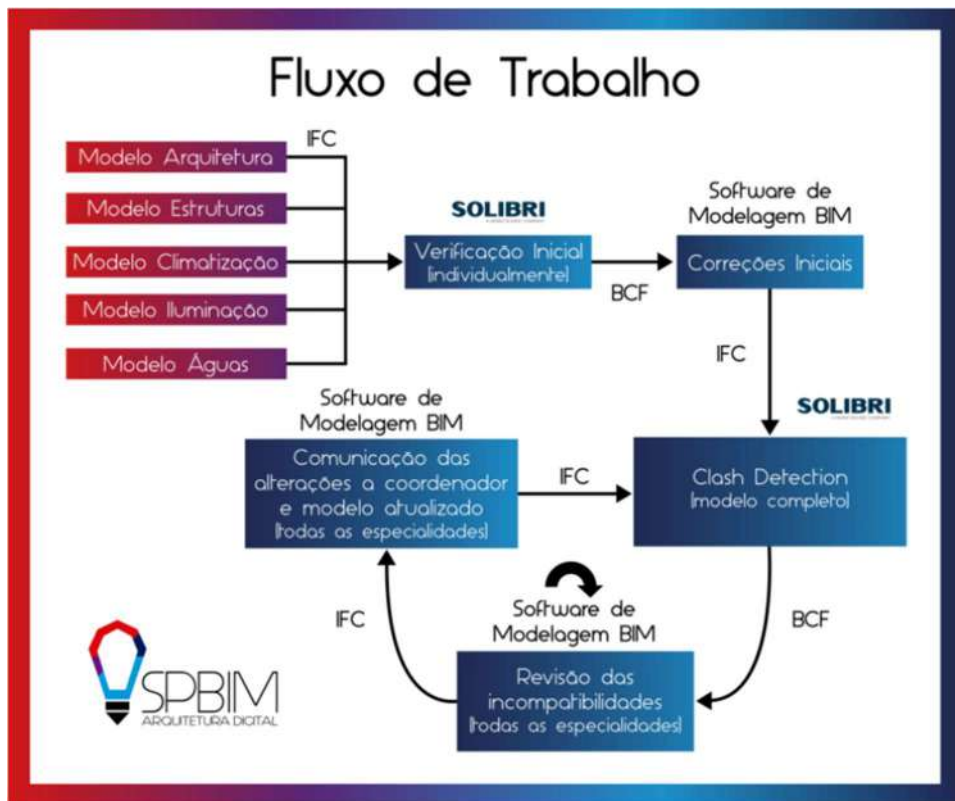 Fluxo de Trabalho
IFC
Modelo Arquitetura
Modelo Estruturas
Modelo Climatização
Modelo Iluminação
Modelo Águas
SOLIBRI
Verificação Inicial
(individualmente)
BCF
Software de
Modelagem BIM
Correções Iniciais
IFC
SOLIBRI
Clash Detection
(modelo completo)
BCF
Software de
Modelagem BIM
Revisão das
incompatibilidades
(todas as especialidades)
IFC
Software de
Modelagem BIM
Comunicação das
alterações a coordenador
e modelo atualizado
(todas as especialidades)
IFC
SPBIM
ARQUITETURA DIGITAL